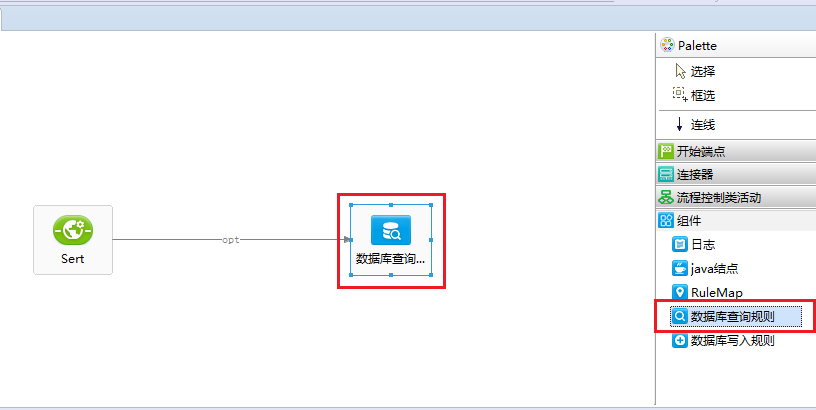 Palette
选择
框选
连线
开始端点
连接器
流程控制类活动
组件
日志
java结点
RuleMap
数据库查询规则
数据库写入规则
Sert
opt
数据库查询...